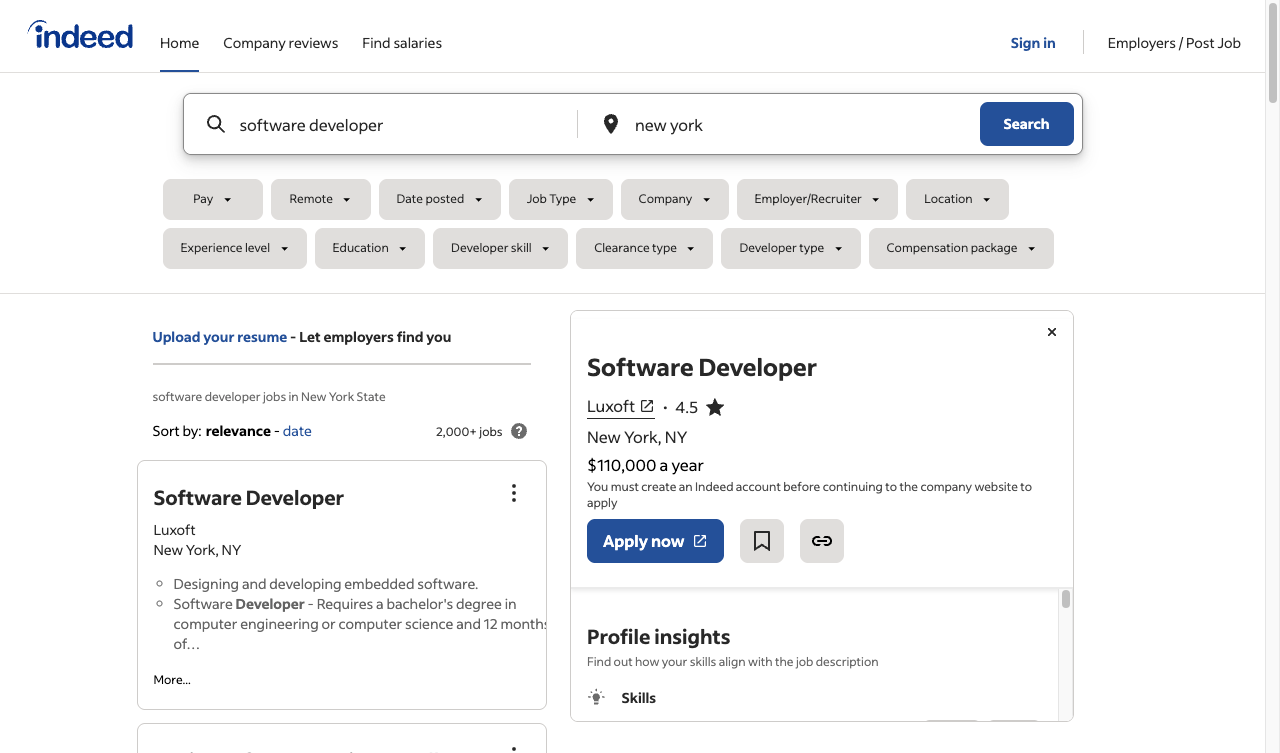 indeed
Home Company reviews Find salaries
Sign in Employers / Post Job
software developer new york Search
Pay Remote Date posted Job Type Company Employer/Recruiter Location
Experience level Education Developer skill Clearance type Developer type Compensation package
Upload your resume - Let employers find you
software developer jobs in New York State
Sort by: relevance - date 2,000+ jobs ?
Software Developer
Luxoft
New York, NY
Designing and developing embedded software.
Software Developer - Requires a bachelor's degree in
computer engineering or computer science and 12 months
of...
More...
Software Developer
Luxoft · 4.5
New York, NY
$110,000 a year
You must create an Indeed account before continuing to the company website to
apply
Apply now
Profile insights
Find out how your skills align with the job description
Skills